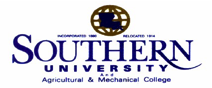 INCORPORATED 1880 RELOCATED 1914
SOUTHERN
UNIVERSITY
And
Agricultural & Mechanical College